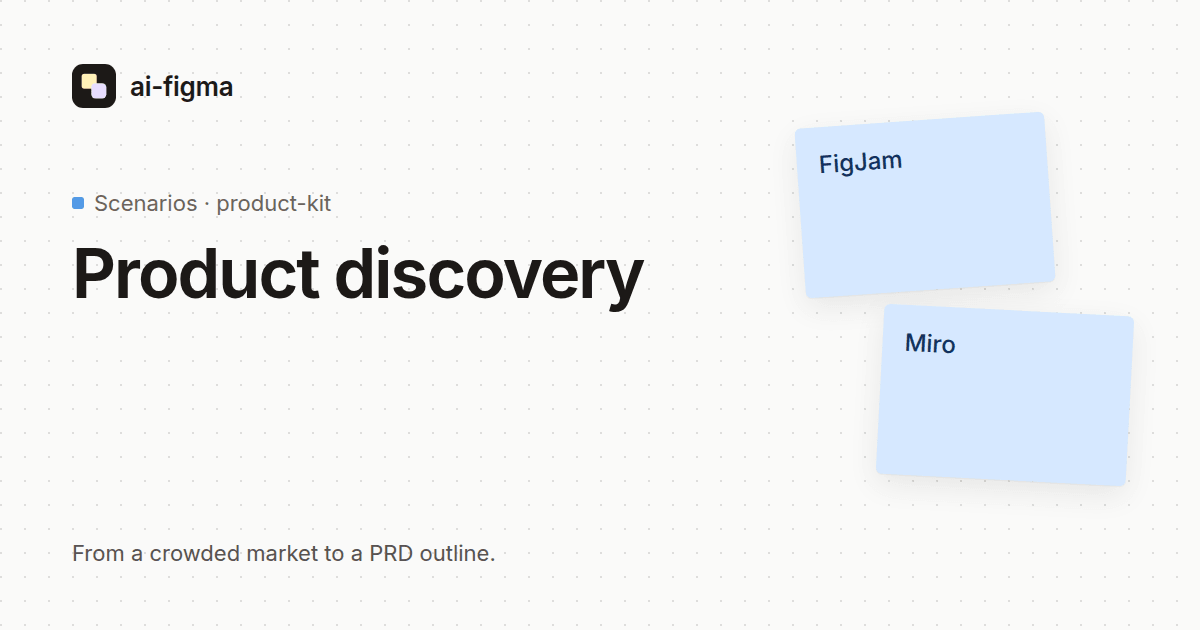 ai-figma
Scenarios · product-kit
Product discovery
FigJam
Miro
From a crowded market to a PRD outline.